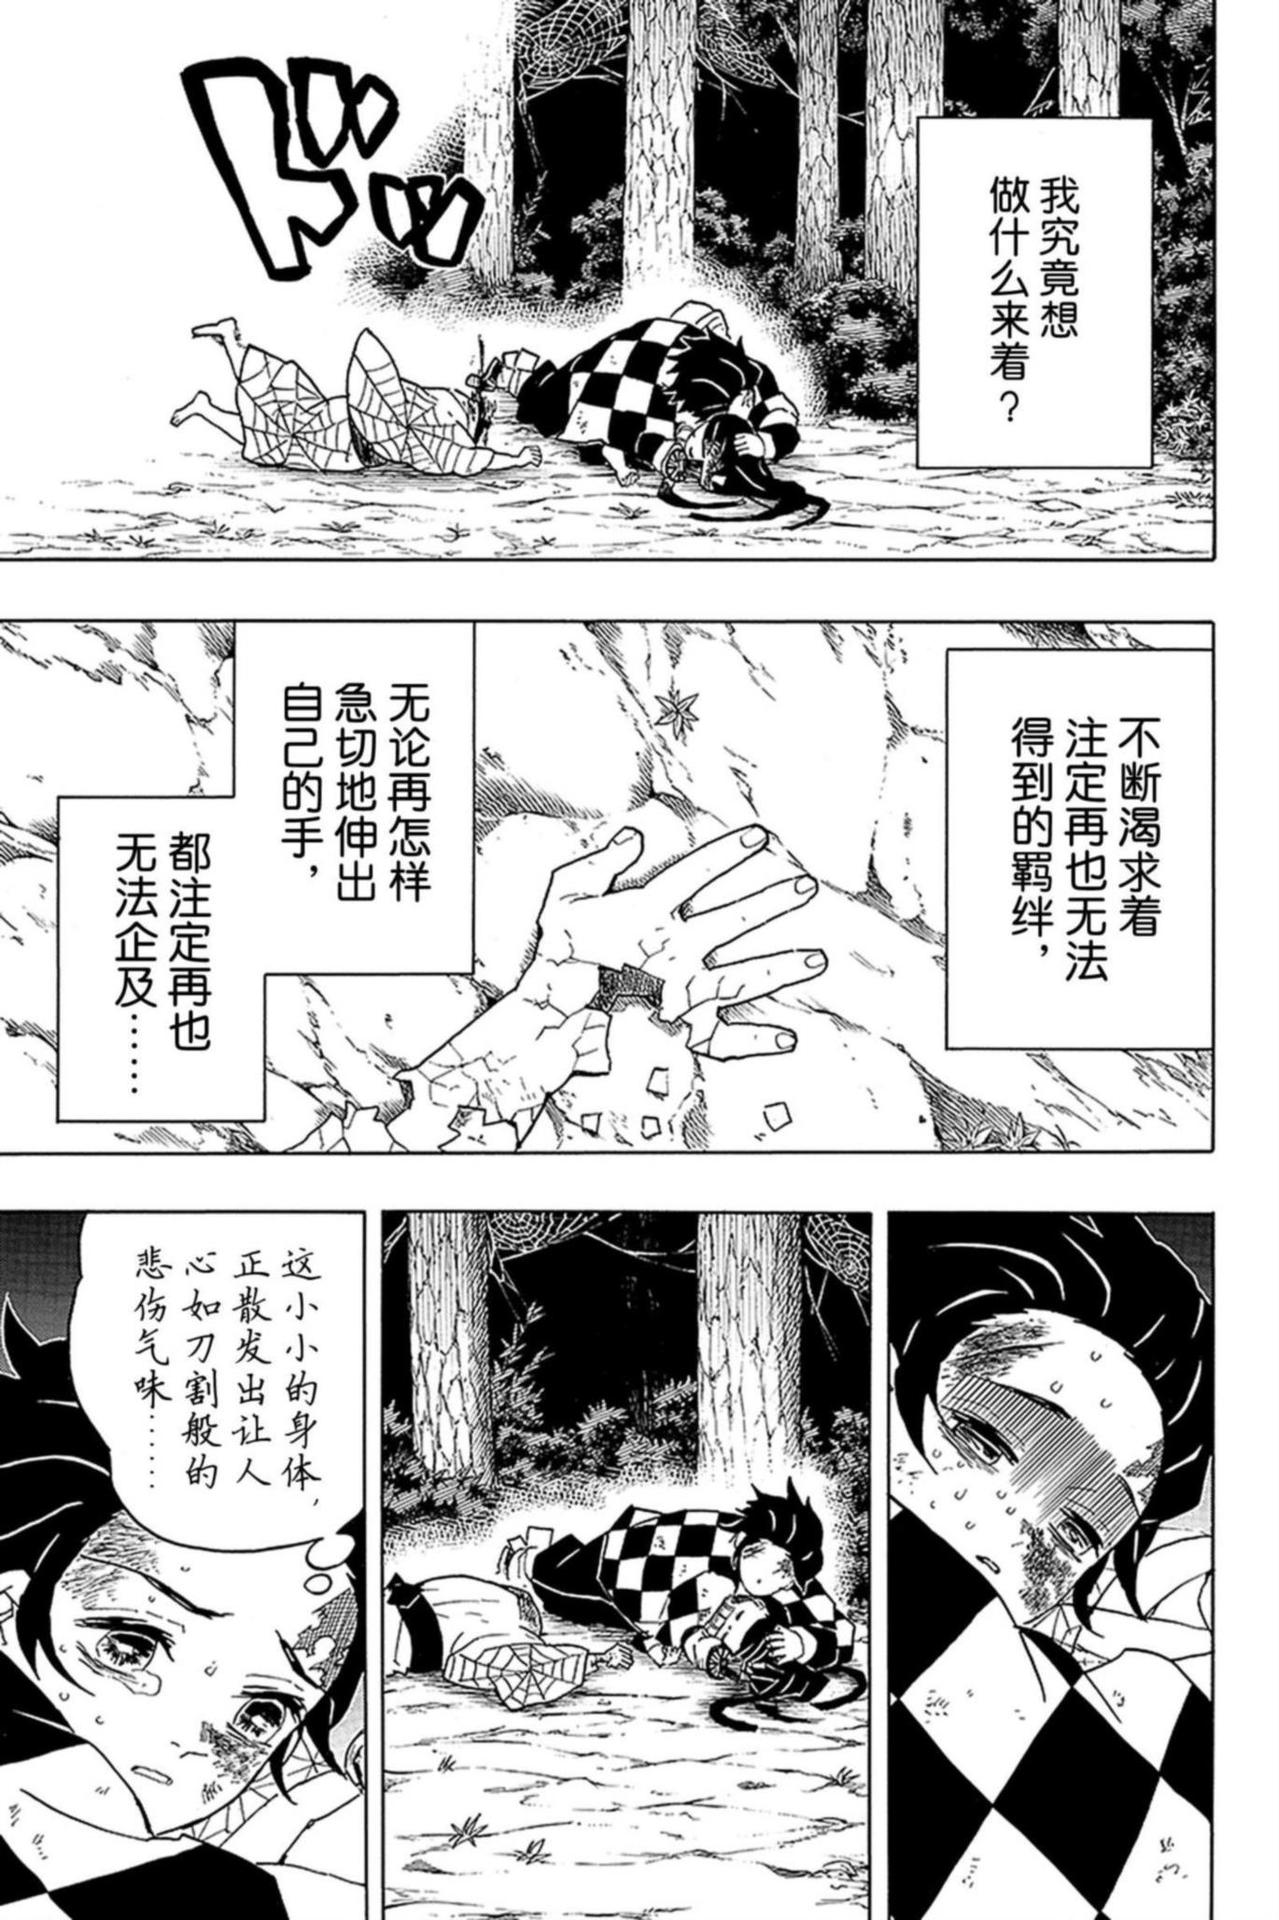 ドドッ
我究竟想
做什么来着？
不断渴求着
注定再也无法
得到的羁绊，
无论再怎样
急切地伸出
自己的手，
都注定再也
无法企及……
这小小的身体，
正散发出让人
心如刀割般的
悲伤气味……